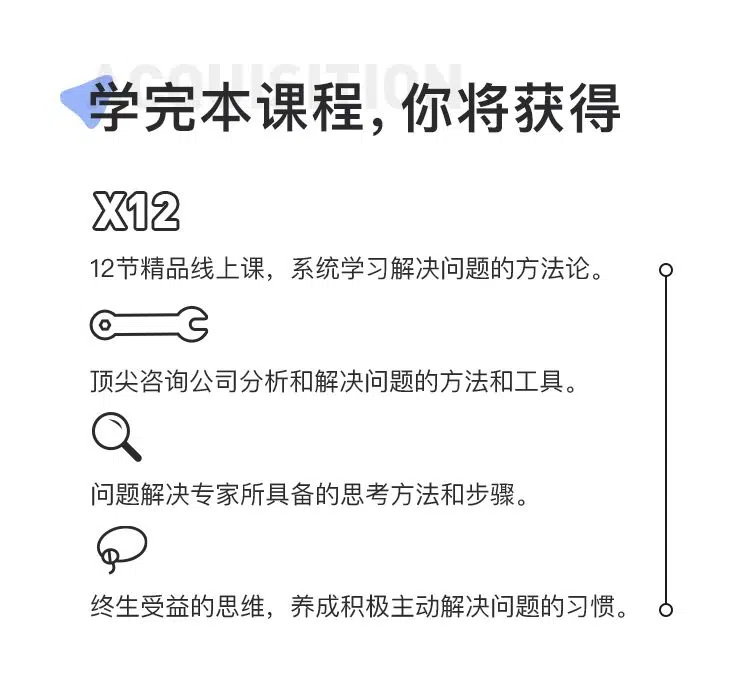 ACQUISITION
学完本课程，你将获得
X12
12节精品线上课，系统学习解决问题的方法论。
顶尖咨询公司分析和解决问题的方法和工具。
问题解决专家所具备的思考方法和步骤。
终生受益的思维，养成积极主动解决问题的习惯。